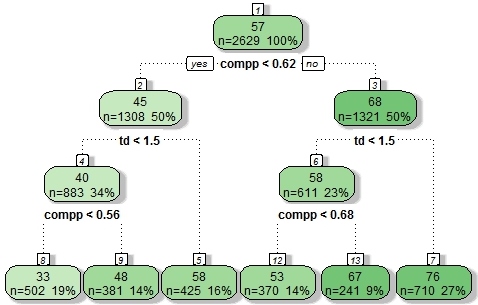 1
57
n=2629 100%
yes compp < 0.62 no
2 3
45 68
n=1308 50% n=1321 50%
td < 1.5 td < 1.5
4 6
40 58
n=883 34% n=611 23%
compp < 0.56 compp < 0.68
8 9 5 12 13 7
33 48 58 53 67 76
n=502 19% n=381 14% n=425 16% n=370 14% n=241 9% n=710 27%